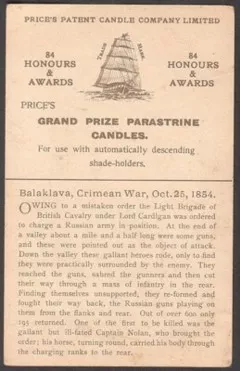 PRICE'S PATENT CANDLE COMPANY LIMITED
TRADE MARK.
84
HONOURS
&
AWARDS
84
HONOURS
&
AWARDS
PRICE'S
GRAND PRIZE PARASTRINE
CANDLES.
For use with automatically descending
shade-holders.
Balaklava, Crimean War, Oct. 25, 1854.
OWING to a mistaken order the Light Brigade of
British Cavalry under Lord Cardigan was ordered
to charge a Russian army in position. At the end of
a valley about a mile and a half long were some guns,
and these were pointed out as the object of attack.
Down the valley these gallant heroes rode, only to find
they were practically surrounded by the enemy. They
reached the guns, sabred the gunners and then cut
their way through a mass of infantry in the rear.
Finding themselves unsupported, they re-formed and
fought their way back, the Russian guns playing on
them from the flanks and rear. Out of over 600 only
195 returned. One of the first to be killed was the
gallant but ill-fated Captain Nolan, who brought the
order; his horse, turning round, carried his body through
the charging ranks to the rear.